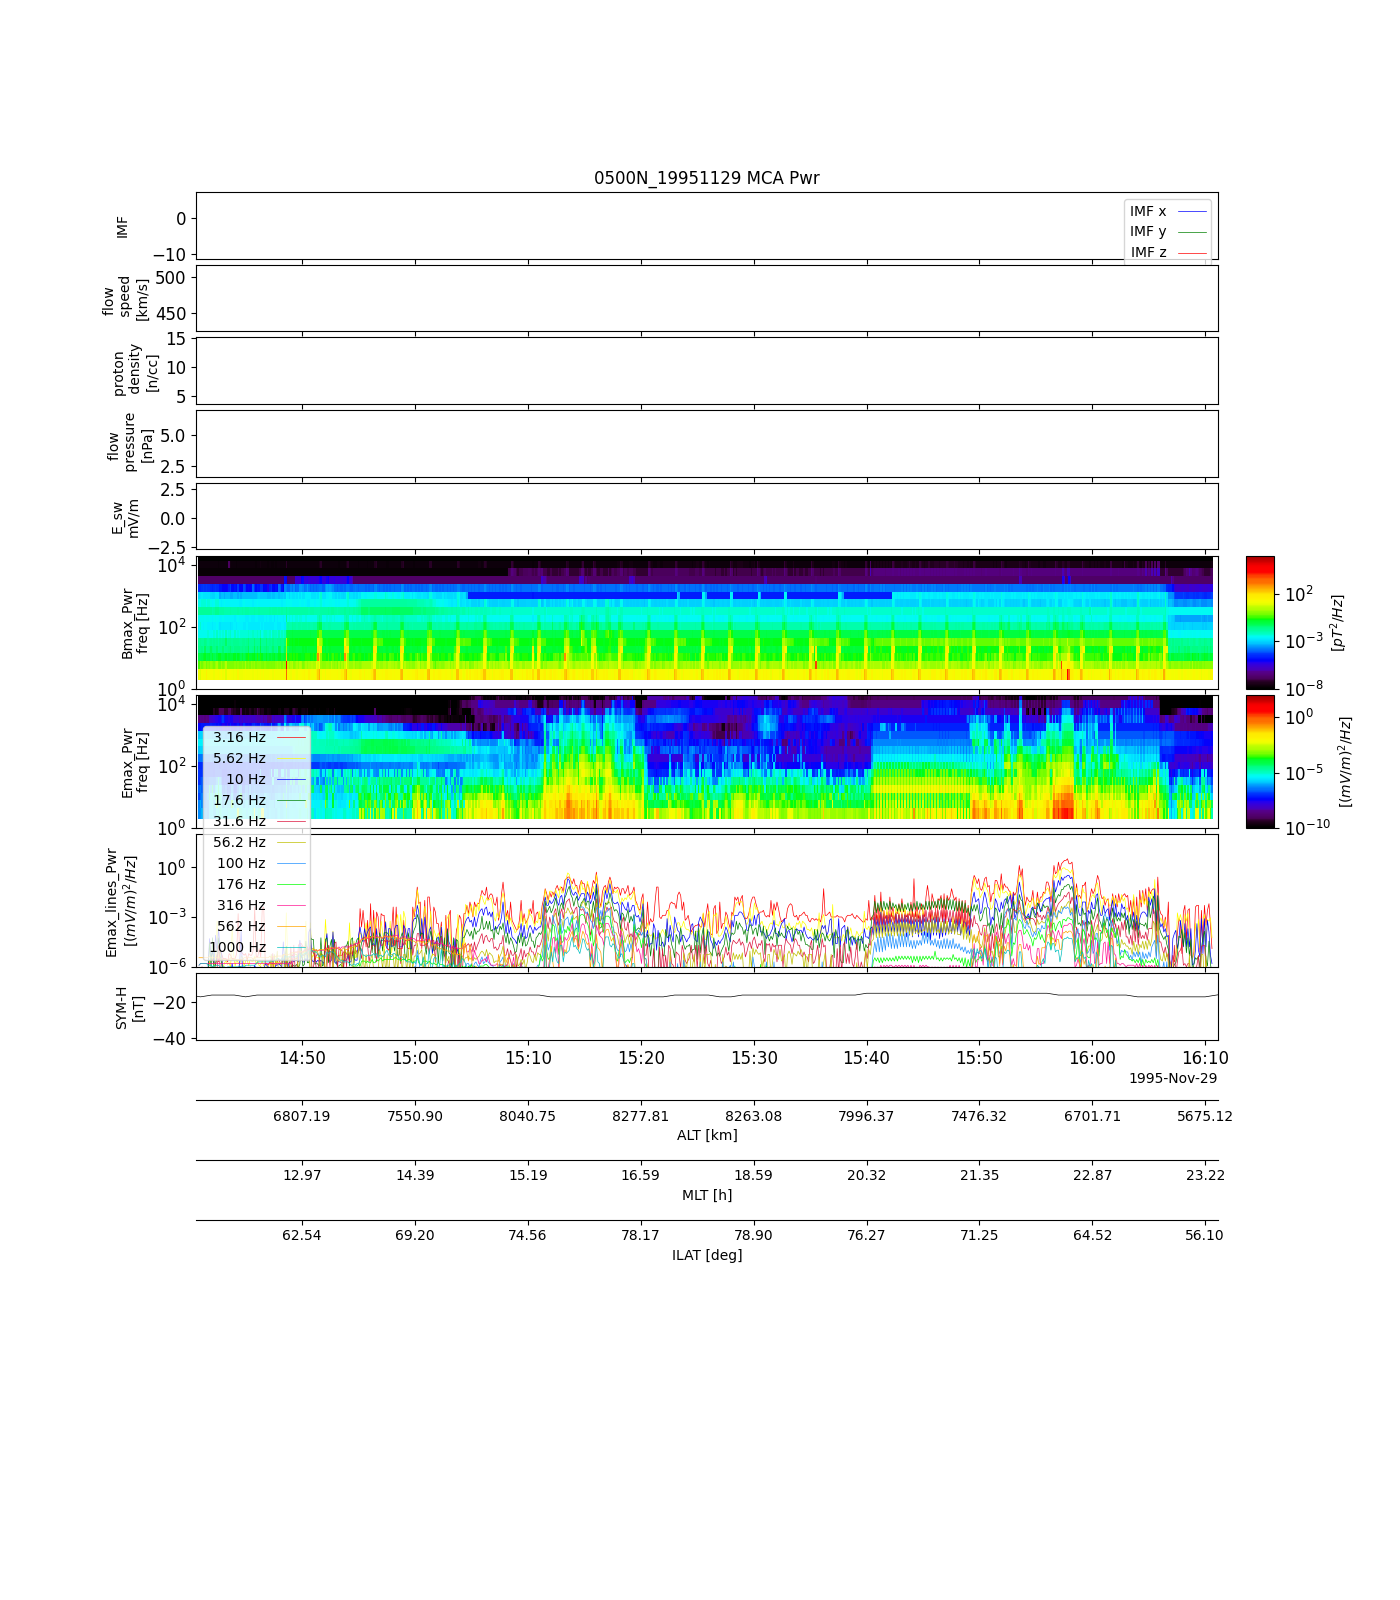 0500N_19951129 MCA Pwr
IMF
0
−10
IMF x
IMF y
IMF z
flow
speed
[km/s]
500
450
proton
density
[n/cc]
15
10
5
flow
pressure
[nPa]
5.0
2.5
E_sw
mV/m
2.5
0.0
−2.5
Bmax_Pwr
freq [Hz]
10^4
10^2
10^0
10^2
10^−3
10^−8
[pT^2/Hz]
Emax_Pwr
freq [Hz]
10^4
10^2
10^0
10^0
10^−5
10^−10
[(mV/m)^2/Hz]
3.16 Hz
5.62 Hz
10 Hz
17.6 Hz
31.6 Hz
56.2 Hz
100 Hz
176 Hz
316 Hz
562 Hz
1000 Hz
Emax_lines_Pwr
[(mV/m)^2/Hz]
10^0
10^−3
10^−6
SYM-H
[nT]
−20
−40
14:50 15:00 15:10 15:20 15:30 15:40 15:50 16:00 16:10
1995-Nov-29
6807.19 7550.90 8040.75 8277.81 8263.08 7996.37 7476.32 6701.71 5675.12
ALT [km]
12.97 14.39 15.19 16.59 18.59 20.32 21.35 22.87 23.22
MLT [h]
62.54 69.20 74.56 78.17 78.90 76.27 71.25 64.52 56.10
ILAT [deg]